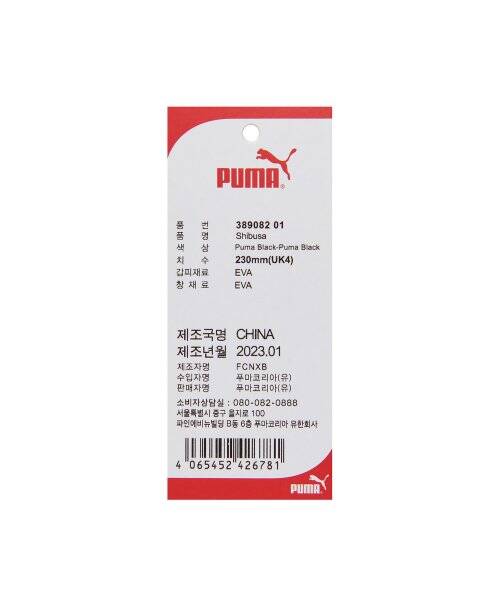 PUMA
품 번 389082 01
품 명 Shibusa
색 상 Puma Black-Puma Black
치 수 230mm(UK4)
갑피재료 EVA
창 재 료 EVA
제조국명 CHINA
제조년월 2023.01
제조자명 FCNXB
수입자명 푸마코리아(유)
판매자명 푸마코리아(유)
소비자상담실 : 080-082-0888
서울특별시 중구 을지로 100
파인에비뉴빌딩 B동 6층 푸마코리아 유한회사
4 065452 426781
PUMA